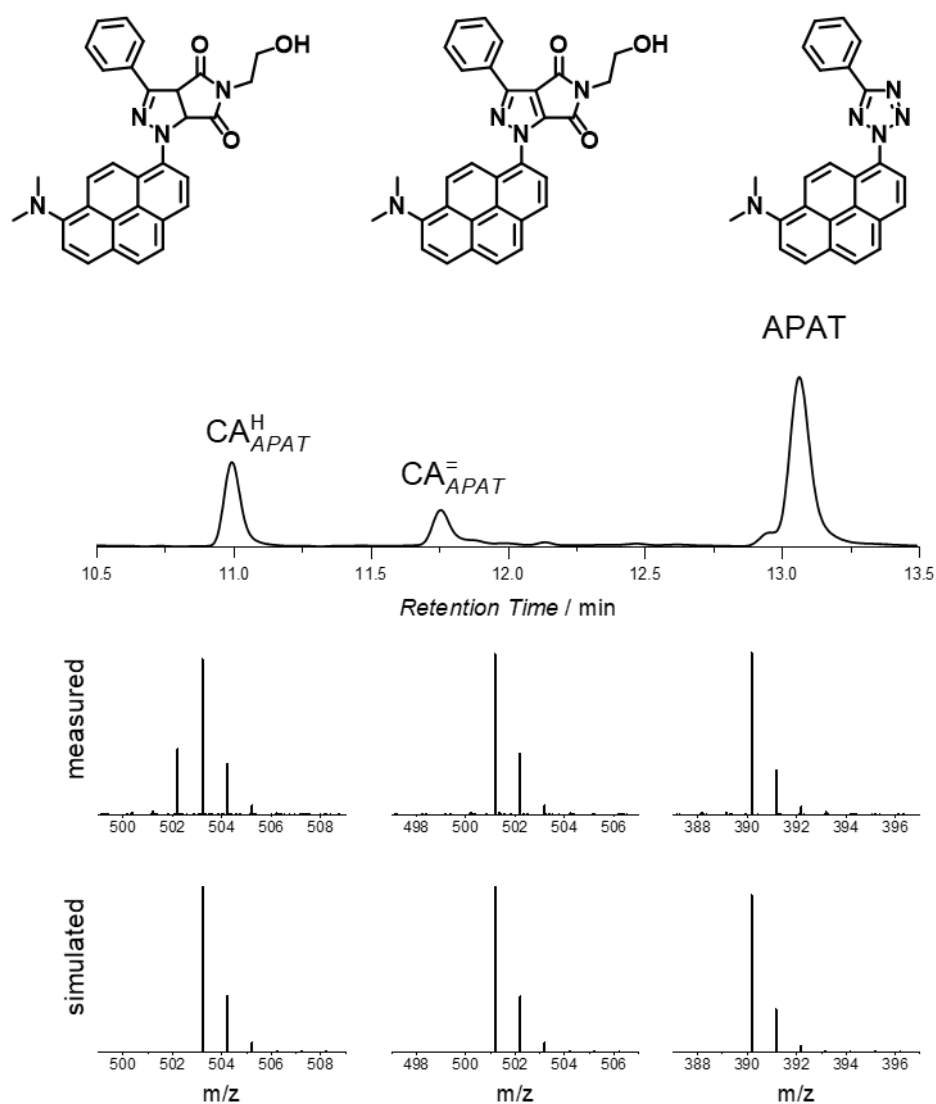 O OH O OH
N N N
N O N O N N
N N N
N N N
APAT
CA^H_APAT
CA^=_APAT
10.5 11.0 11.5 12.0 12.5 13.0 13.5
Retention Time / min
measured
500 502 504 506 508 498 500 502 504 506 388 390 392 394 396
simulated
500 502 504 506 508 498 500 502 504 506 388 390 392 394 396
m/z m/z m/z